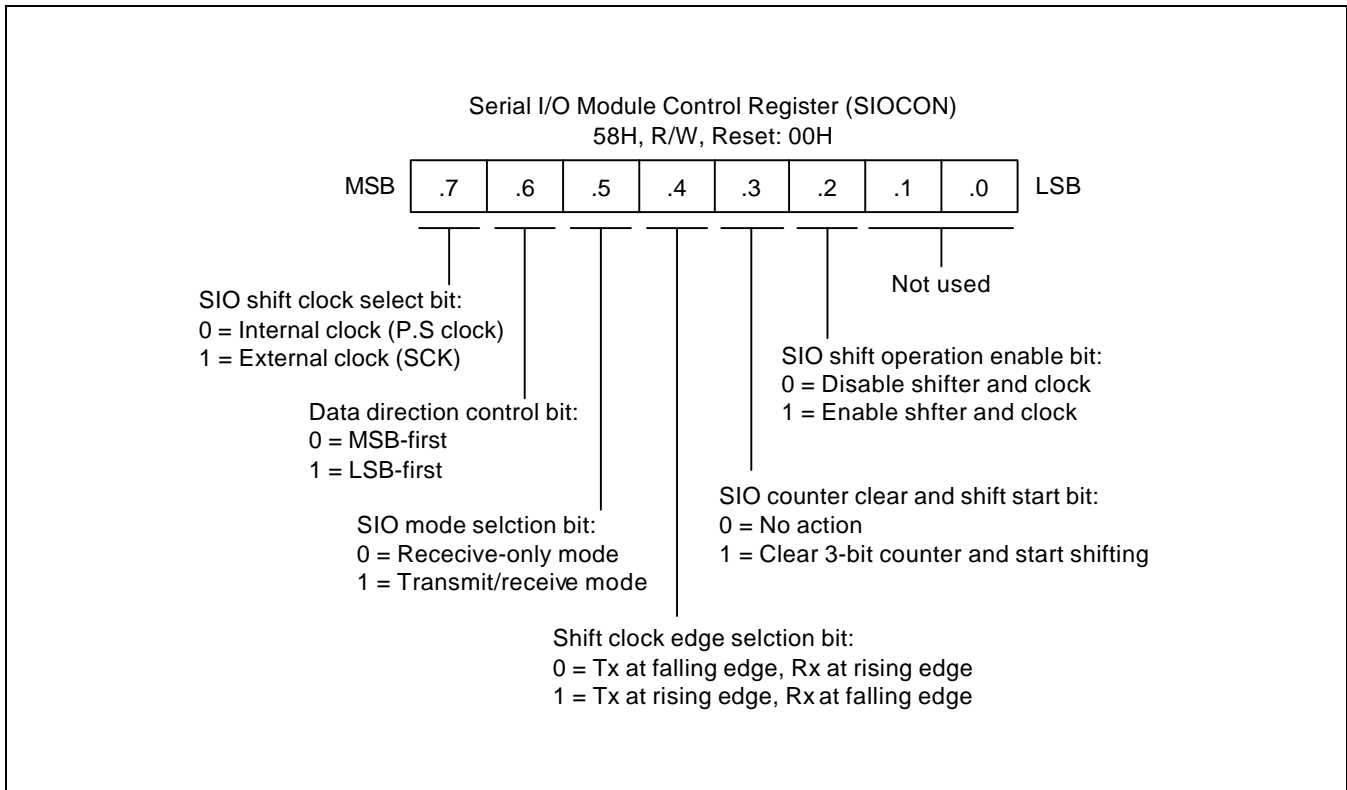 Serial I/O Module Control Register (SIOCON)
58H, R/W, Reset: 00H
MSB .7 .6 .5 .4 .3 .2 .1 .0 LSB
Not used
SIO shift clock select bit:
0 = Internal clock (P.S clock)
1 = External clock (SCK)
SIO shift operation enable bit:
0 = Disable shifter and clock
1 = Enable shfter and clock
Data direction control bit:
0 = MSB-first
1 = LSB-first
SIO counter clear and shift start bit:
0 = No action
1 = Clear 3-bit counter and start shifting
SIO mode selction bit:
0 = Rececive-only mode
1 = Transmit/receive mode
Shift clock edge selction bit:
0 = Tx at falling edge, Rx at rising edge
1 = Tx at rising edge, Rx at falling edge